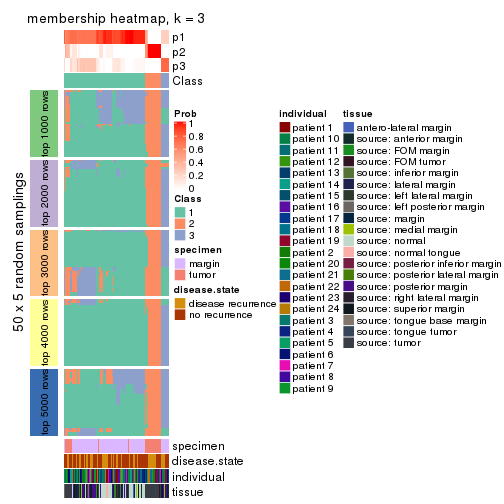 membership heatmap, k = 3
p1
p2
p3
Class
50 x 5 random samplings
top 1000 rows
top 2000 rows
top 3000 rows
top 4000 rows
top 5000 rows
specimen
disease.state
individual
tissue
Prob
1
0.8
0.6
0.4
0.2
0
Class
1
2
3
specimen
margin
tumor
disease.state
disease recurrence
no recurrence
individual
patient 1
patient 10
patient 11
patient 12
patient 13
patient 14
patient 15
patient 16
patient 17
patient 18
patient 19
patient 2
patient 20
patient 21
patient 22
patient 23
patient 24
patient 3
patient 4
patient 5
patient 6
patient 7
patient 8
patient 9
tissue
antero-lateral margin
source: anterior margin
source: FOM margin
source: FOM tumor
source: inferior margin
source: lateral margin
source: left lateral margin
source: left posterior margin
source: margin
source: medial margin
source: normal
source: normal tongue
source: posterior inferior margin
source: posterior lateral margin
source: posterior margin
source: right lateral margin
source: superior margin
source: tongue base margin
source: tongue tumor
source: tumor